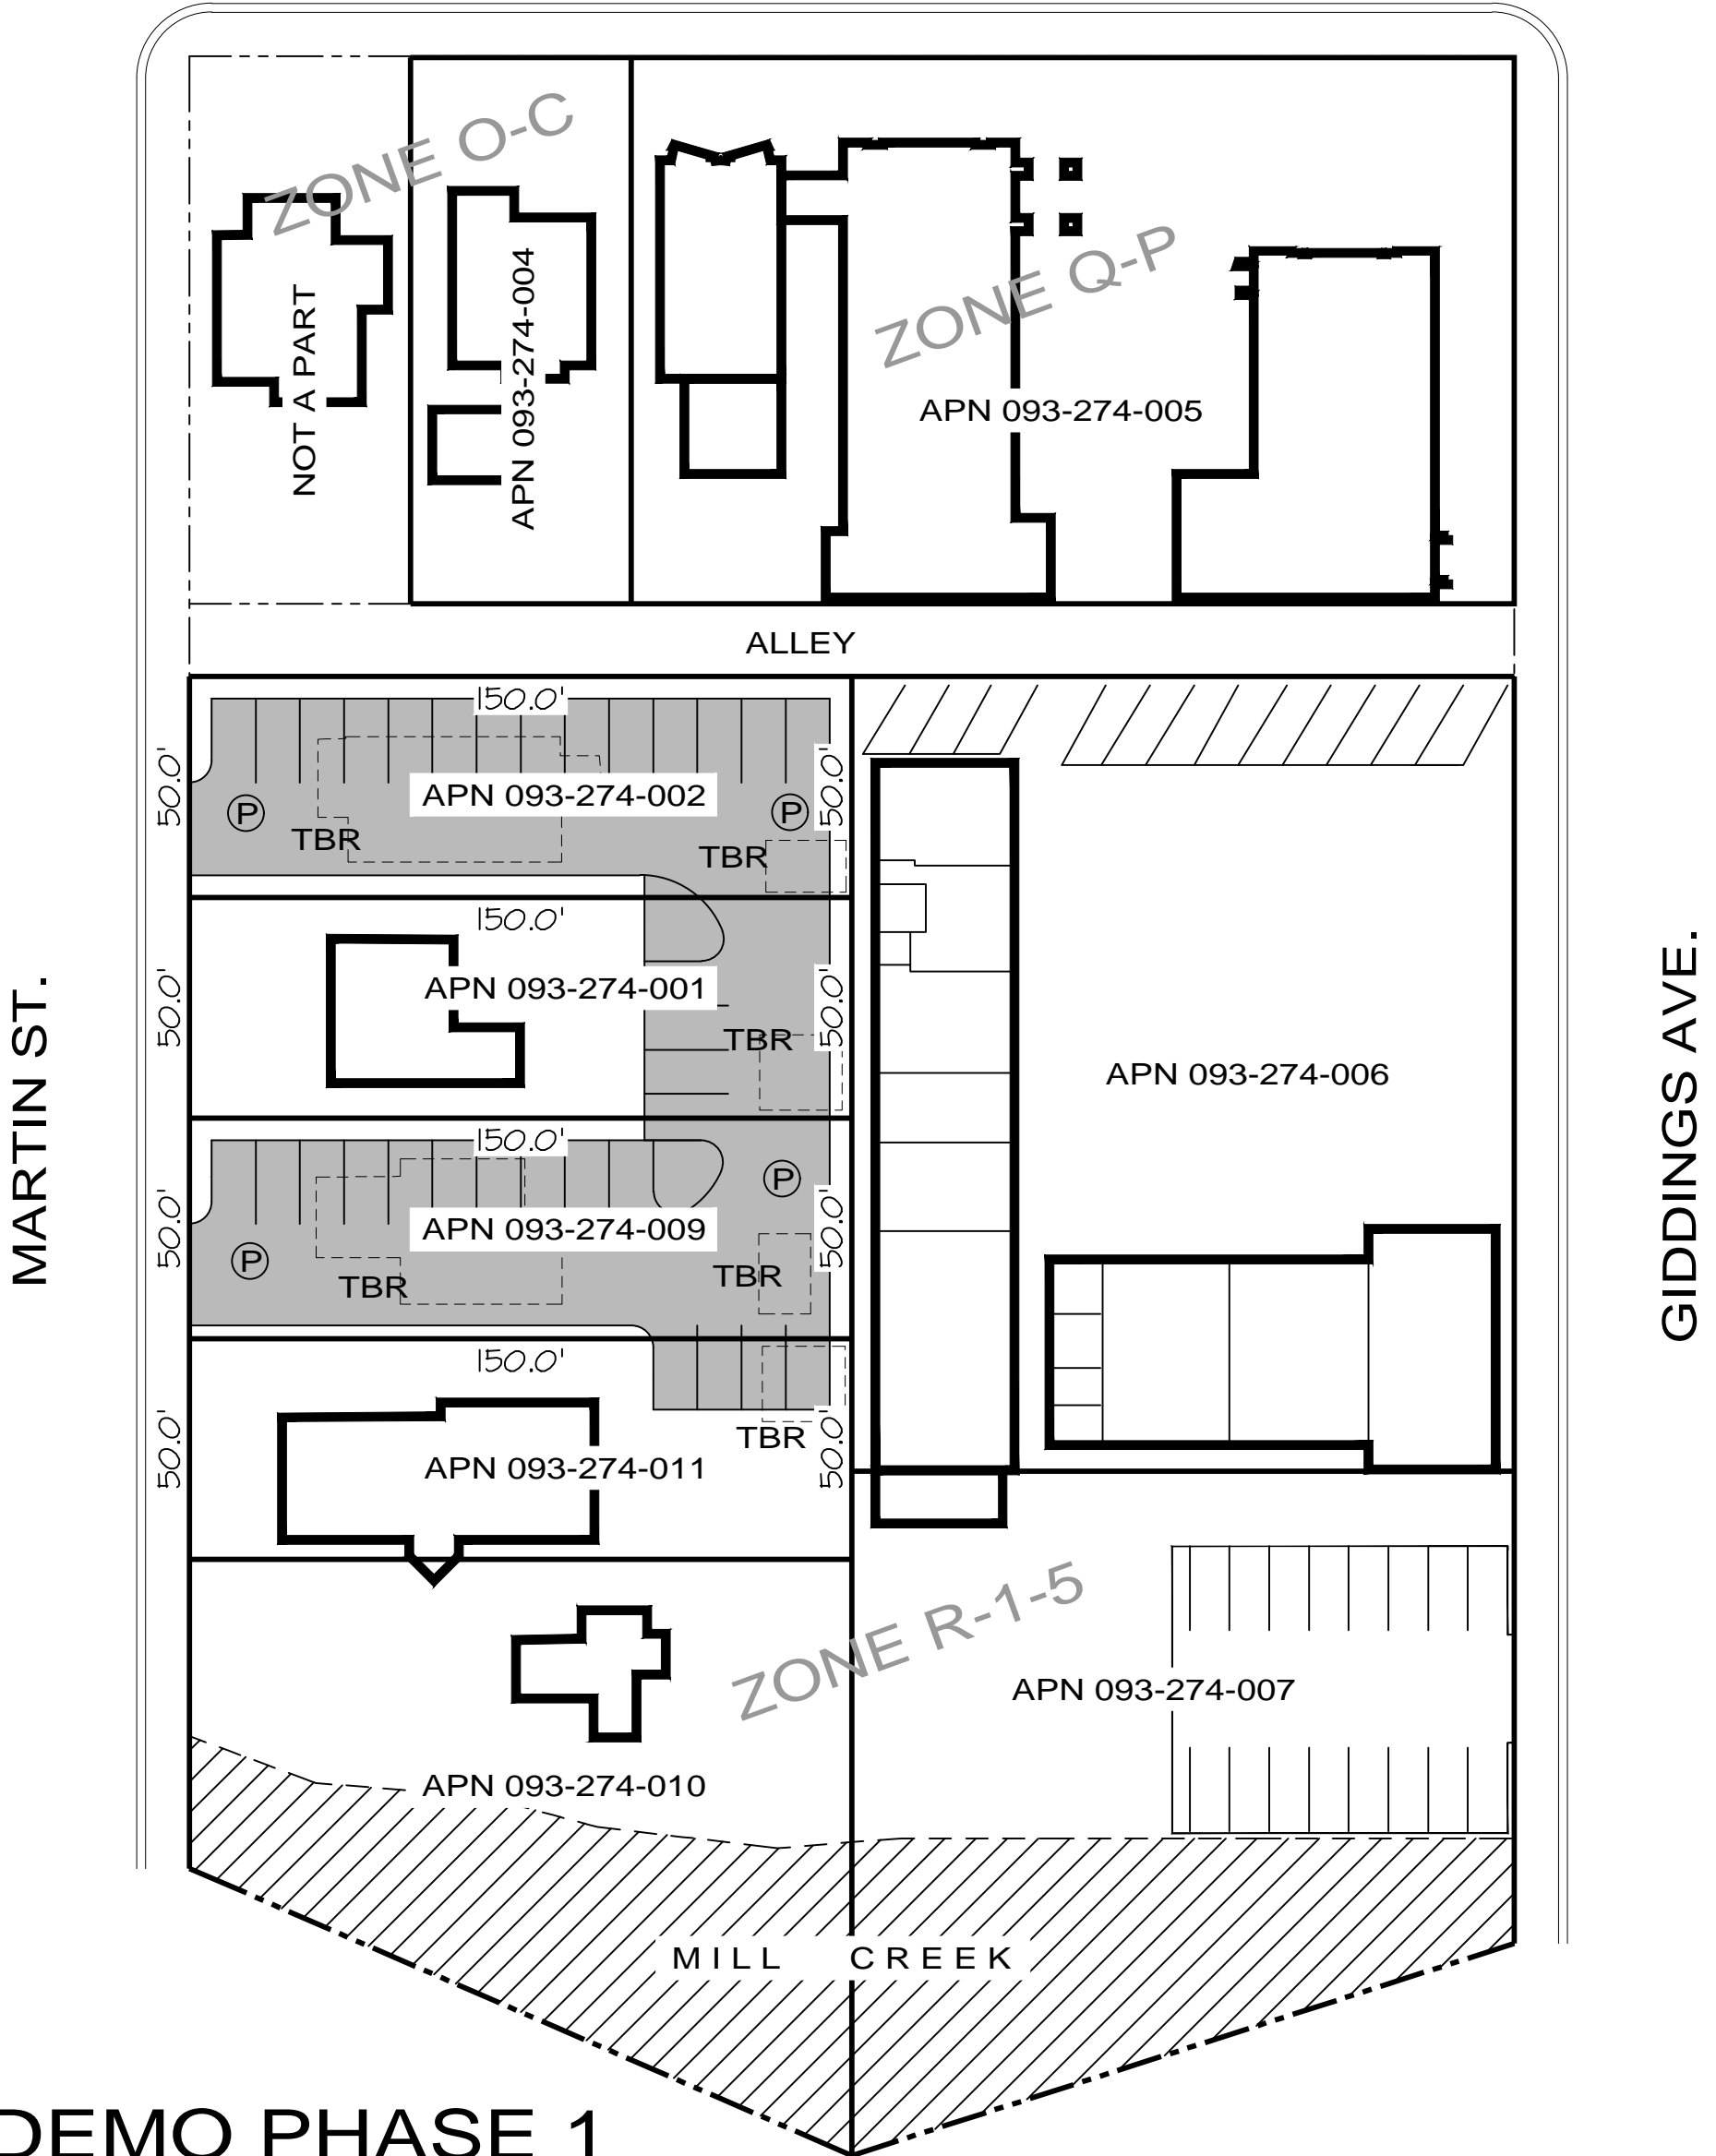 ZONE O-C
NOT A PART
APN 093-274-004
ZONE Q-P
APN 093-274-005
ALLEY
150.0'
50.0'
APN 093-274-002
50.0'
P
P
TBR
TBR
150.0'
50.0'
APN 093-274-001
50.0'
TBR
MARTIN ST.
APN 093-274-006
GIDDINGS AVE.
150.0'
50.0'
P
APN 093-274-009
50.0'
P
TBR
TBR
150.0'
50.0'
TBR
APN 093-274-011
50.0'
ZONE R-1-5
APN 093-274-007
APN 093-274-010
MILL CREEK
DEMO PHASE 1